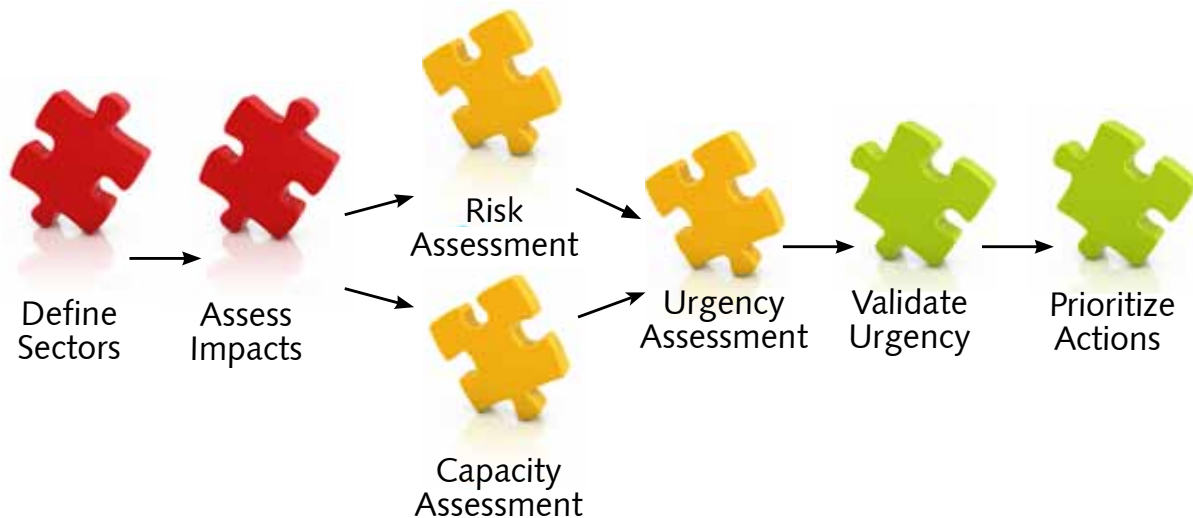 Define
Sectors
Assess
Impacts
Risk
Assessment
Capacity
Assessment
Urgency
Assessment
Validate
Urgency
Prioritize
Actions